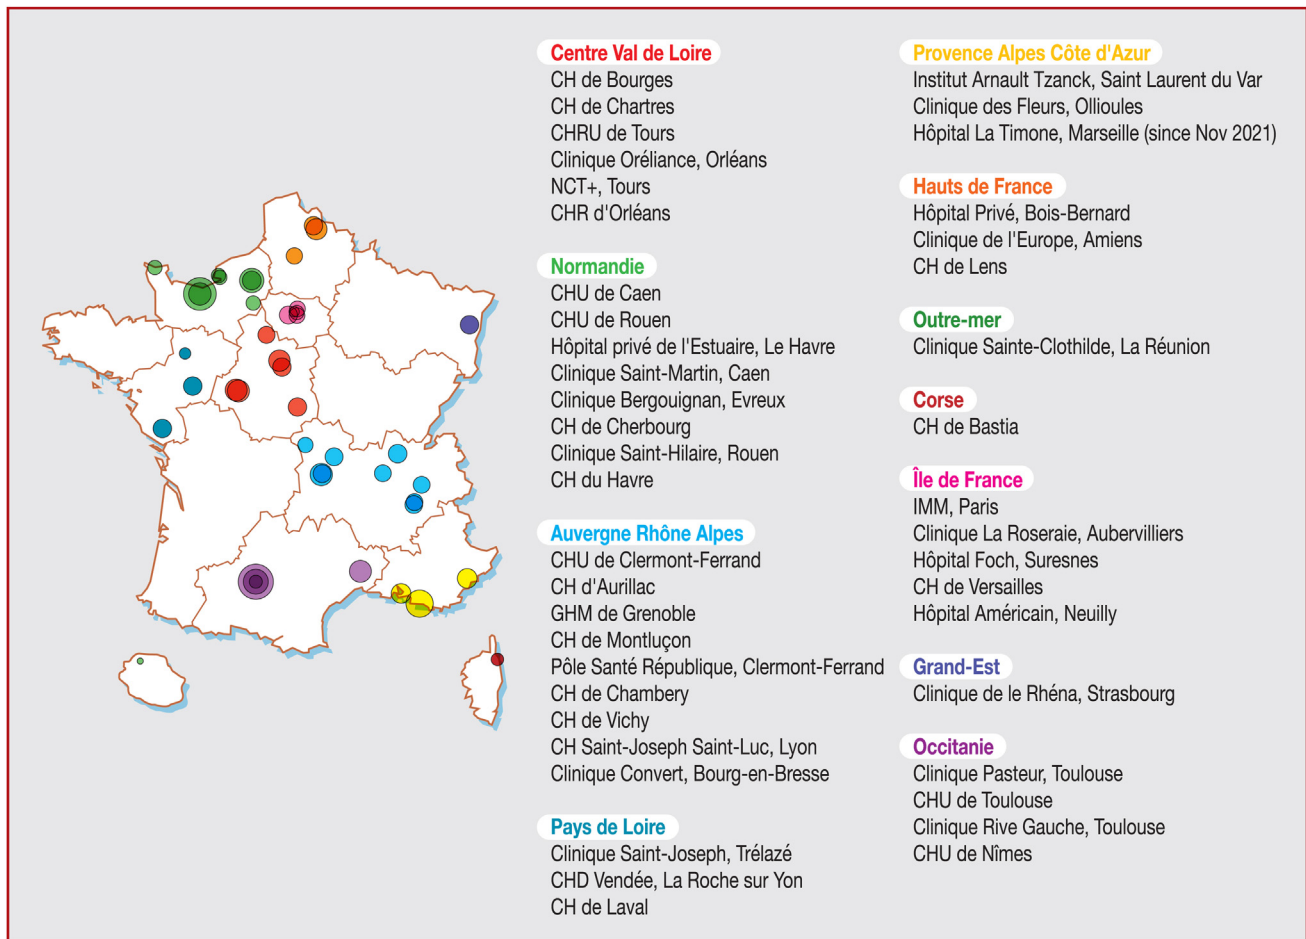 Centre Val de Loire
CH de Bourges
CH de Chartres
CHRU de Tours
Clinique Oréliance, Orléans
NCT+, Tours
CHR d'Orléans
Normandie
CHU de Caen
CHU de Rouen
Hôpital privé de l'Estuaire, Le Havre
Clinique Saint-Martin, Caen
Clinique Bergouignan, Evreux
CH de Cherbourg
Clinique Saint-Hilaire, Rouen
CH du Havre
Auvergne Rhône Alpes
CHU de Clermont-Ferrand
CH d'Aurillac
GHM de Grenoble
CH de Montluçon
Pôle Santé République, Clermont-Ferrand
CH de Chambery
CH de Vichy
CH Saint-Joseph Saint-Luc, Lyon
Clinique Convert, Bourg-en-Bresse
Pays de Loire
Clinique Saint-Joseph, Trélazé
CHD Vendée, La Roche sur Yon
CH de Laval
Provence Alpes Côte d'Azur
Institut Arnault Tzanck, Saint Laurent du Var
Clinique des Fleurs, Ollioules
Hôpital La Timone, Marseille (since Nov 2021)
Hauts de France
Hôpital Privé, Bois-Bernard
Clinique de l'Europe, Amiens
CH de Lens
Outre-mer
Clinique Sainte-Clothilde, La Réunion
Corse
CH de Bastia
Île de France
IMM, Paris
Clinique La Roseraie, Aubervilliers
Hôpital Foch, Suresnes
CH de Versailles
Hôpital Américain, Neuilly
Grand-Est
Clinique de le Rhéna, Strasbourg
Occitanie
Clinique Pasteur, Toulouse
CHU de Toulouse
Clinique Rive Gauche, Toulouse
CHU de Nîmes